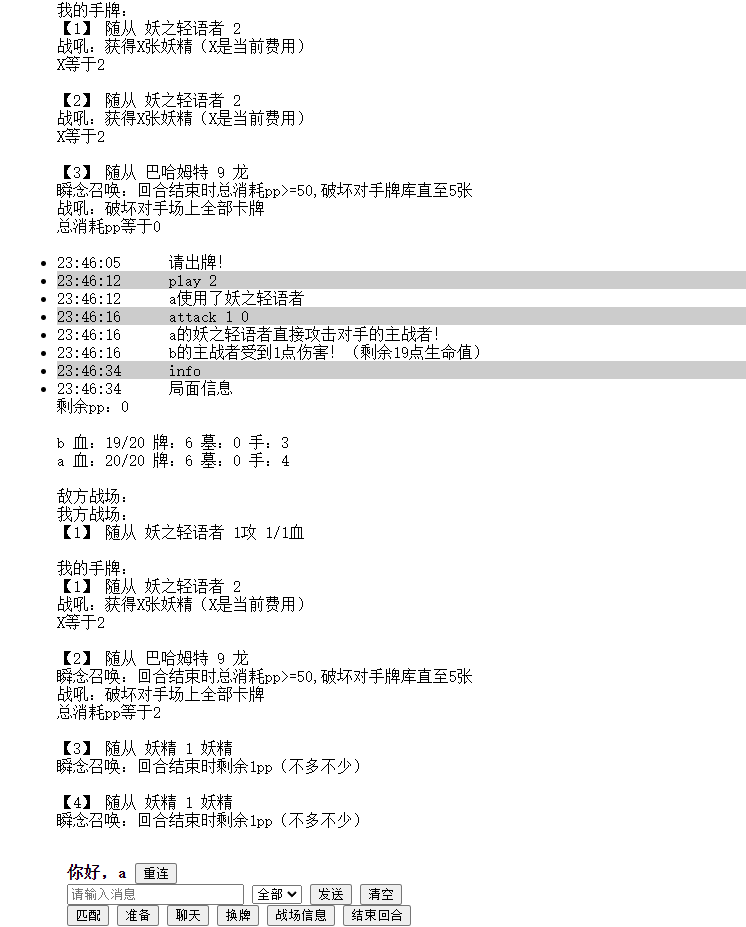 我的手牌：
【1】 随从 妖之轻语者 2
战吼：获得X张妖精（X是当前费用）
X等于2
【2】 随从 妖之轻语者 2
战吼：获得X张妖精（X是当前费用）
X等于2
【3】 随从 巴哈姆特 9 龙
瞬念召唤：回合结束时总消耗pp>=50,破坏对手牌库直至5张
战吼：破坏对手场上全部卡牌
总消耗pp等于0
23:46:05 请出牌！
23:46:12 play 2
23:46:12 a使用了妖之轻语者
23:46:16 attack 1 0
23:46:16 a的妖之轻语者直接攻击对手的主战者！
23:46:16 b的主战者受到1点伤害！（剩余19点生命值）
23:46:34 info
23:46:34 局面信息
剩余pp：0
b 血：19/20 牌：6 墓：0 手：3
a 血：20/20 牌：6 墓：0 手：4
敌方战场：
我方战场：
【1】 随从 妖之轻语者 1攻 1/1血
我的手牌：
【1】 随从 妖之轻语者 2
战吼：获得X张妖精（X是当前费用）
X等于2
【2】 随从 巴哈姆特 9 龙
瞬念召唤：回合结束时总消耗pp>=50,破坏对手牌库直至5张
战吼：破坏对手场上全部卡牌
总消耗pp等于2
【3】 随从 妖精 1 妖精
瞬念召唤：回合结束时剩余1pp（不多不少）
【4】 随从 妖精 1 妖精
瞬念召唤：回合结束时剩余1pp（不多不少）
你好，a 重连
请输入消息 全部 发送 清空
匹配 准备 聊天 换牌 战场信息 结束回合